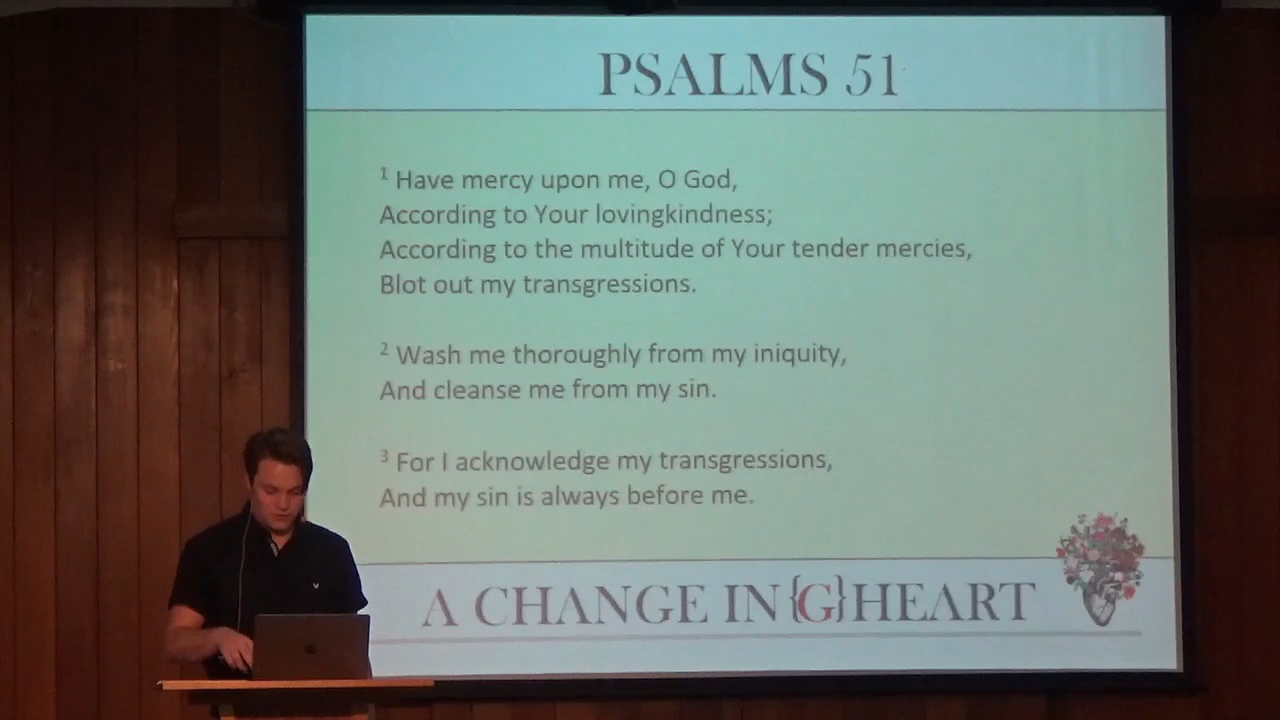 PSALMS 51
1 Have mercy upon me, O God,
According to Your lovingkindness;
According to the multitude of Your tender mercies,
Blot out my transgressions.
2 Wash me thoroughly from my iniquity,
And cleanse me from my sin.
3 For I acknowledge my transgressions,
And my sin is always before me.
A CHANGE IN {G} HEART